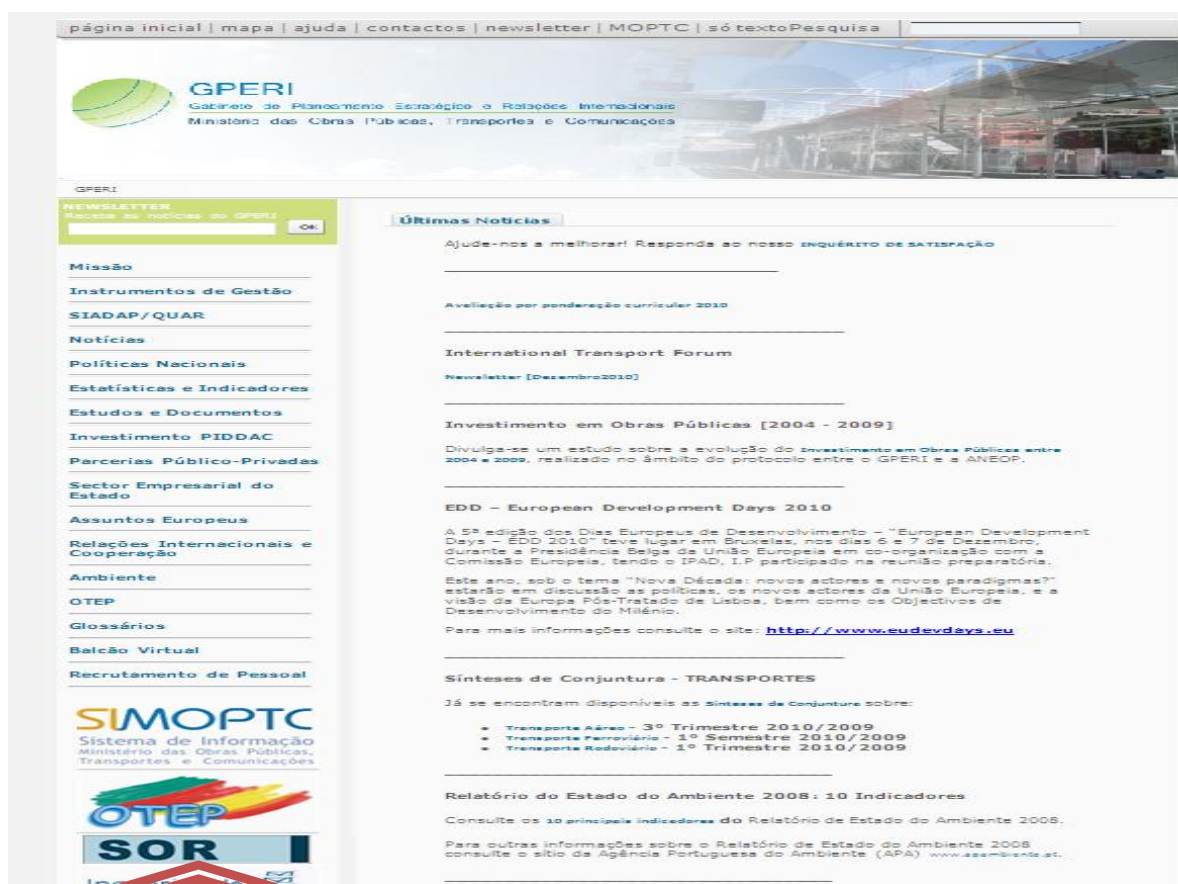 página inicial | mapa | ajuda | contactos | newsletter | MOPTC | só textoPesquisa
GPERI
Gabinete de Planeamento Estratégico e Relações Internacionais
Ministério das Obras Públicas, Transportes e Comunicações
GPERI
NEWSLETTER
Receba as notícias do GPERI
OK
Missão
Instrumentos de Gestão
SIADAP/QUAR
Notícias
Políticas Nacionais
Estatísticas e Indicadores
Estudos e Documentos
Investimento PIDDAC
Parcerias Público-Privadas
Sector Empresarial do
Estado
Assuntos Europeus
Relações Internacionais e
Cooperação
Ambiente
OTEP
Glossários
Balcão Virtual
Recrutamento de Pessoal
SIMOPTC
Sistema de Informação
Ministério das Obras Públicas,
Transportes e Comunicações
OTEP
SOR
Últimas Notícias
Ajude-nos a melhorar! Responda ao nosso INQUÉRITO DE SATISFAÇÃO
Avaliação por ponderação curricular 2010
International Transport Forum
Newsletter [Dezembro2010]
Investimento em Obras Públicas [2004 - 2009]
Divulga-se um estudo sobre a evolução do Investimento em Obras Públicas entre
2004 e 2009, realizado no âmbito do protocolo entre o GPERI e a ANEOP.
EDD – European Development Days 2010
A 5ª edição dos Dias Europeus de Desenvolvimento – "European Development
Days – EDD 2010" teve lugar em Bruxelas, nos dias 6 e 7 de Dezembro,
durante a Presidência Belga da União Europeia em co-organização com a
Comissão Europeia, tendo o IPAD, I.P participado na reunião preparatória.
Este ano, sob o tema "Nova Década: novos actores e novos paradigmas?"
estarão em discussão as políticas, os novos actores da União Europeia, e a
visão da Europa Pós-Tratado de Lisboa, bem como os Objectivos de
Desenvolvimento do Milénio.
Para mais informações consulte o site: http://www.eudevdays.eu
Sínteses de Conjuntura - TRANSPORTES
Já se encontram disponíveis as Sínteses de Conjuntura sobre:
Transporte Aéreo - 3º Trimestre 2010/2009
Transporte Ferroviário - 1º Semestre 2010/2009
Transporte Rodoviário - 1º Trimestre 2010/2009
Relatório do Estado do Ambiente 2008: 10 Indicadores
Consulte os 10 principais indicadores do Relatório de Estado do Ambiente 2008.
Para outras informações sobre o Relatório de Estado do Ambiente 2008
consulte o sítio da Agência Portuguesa do Ambiente (APA) www.apambiente.pt.